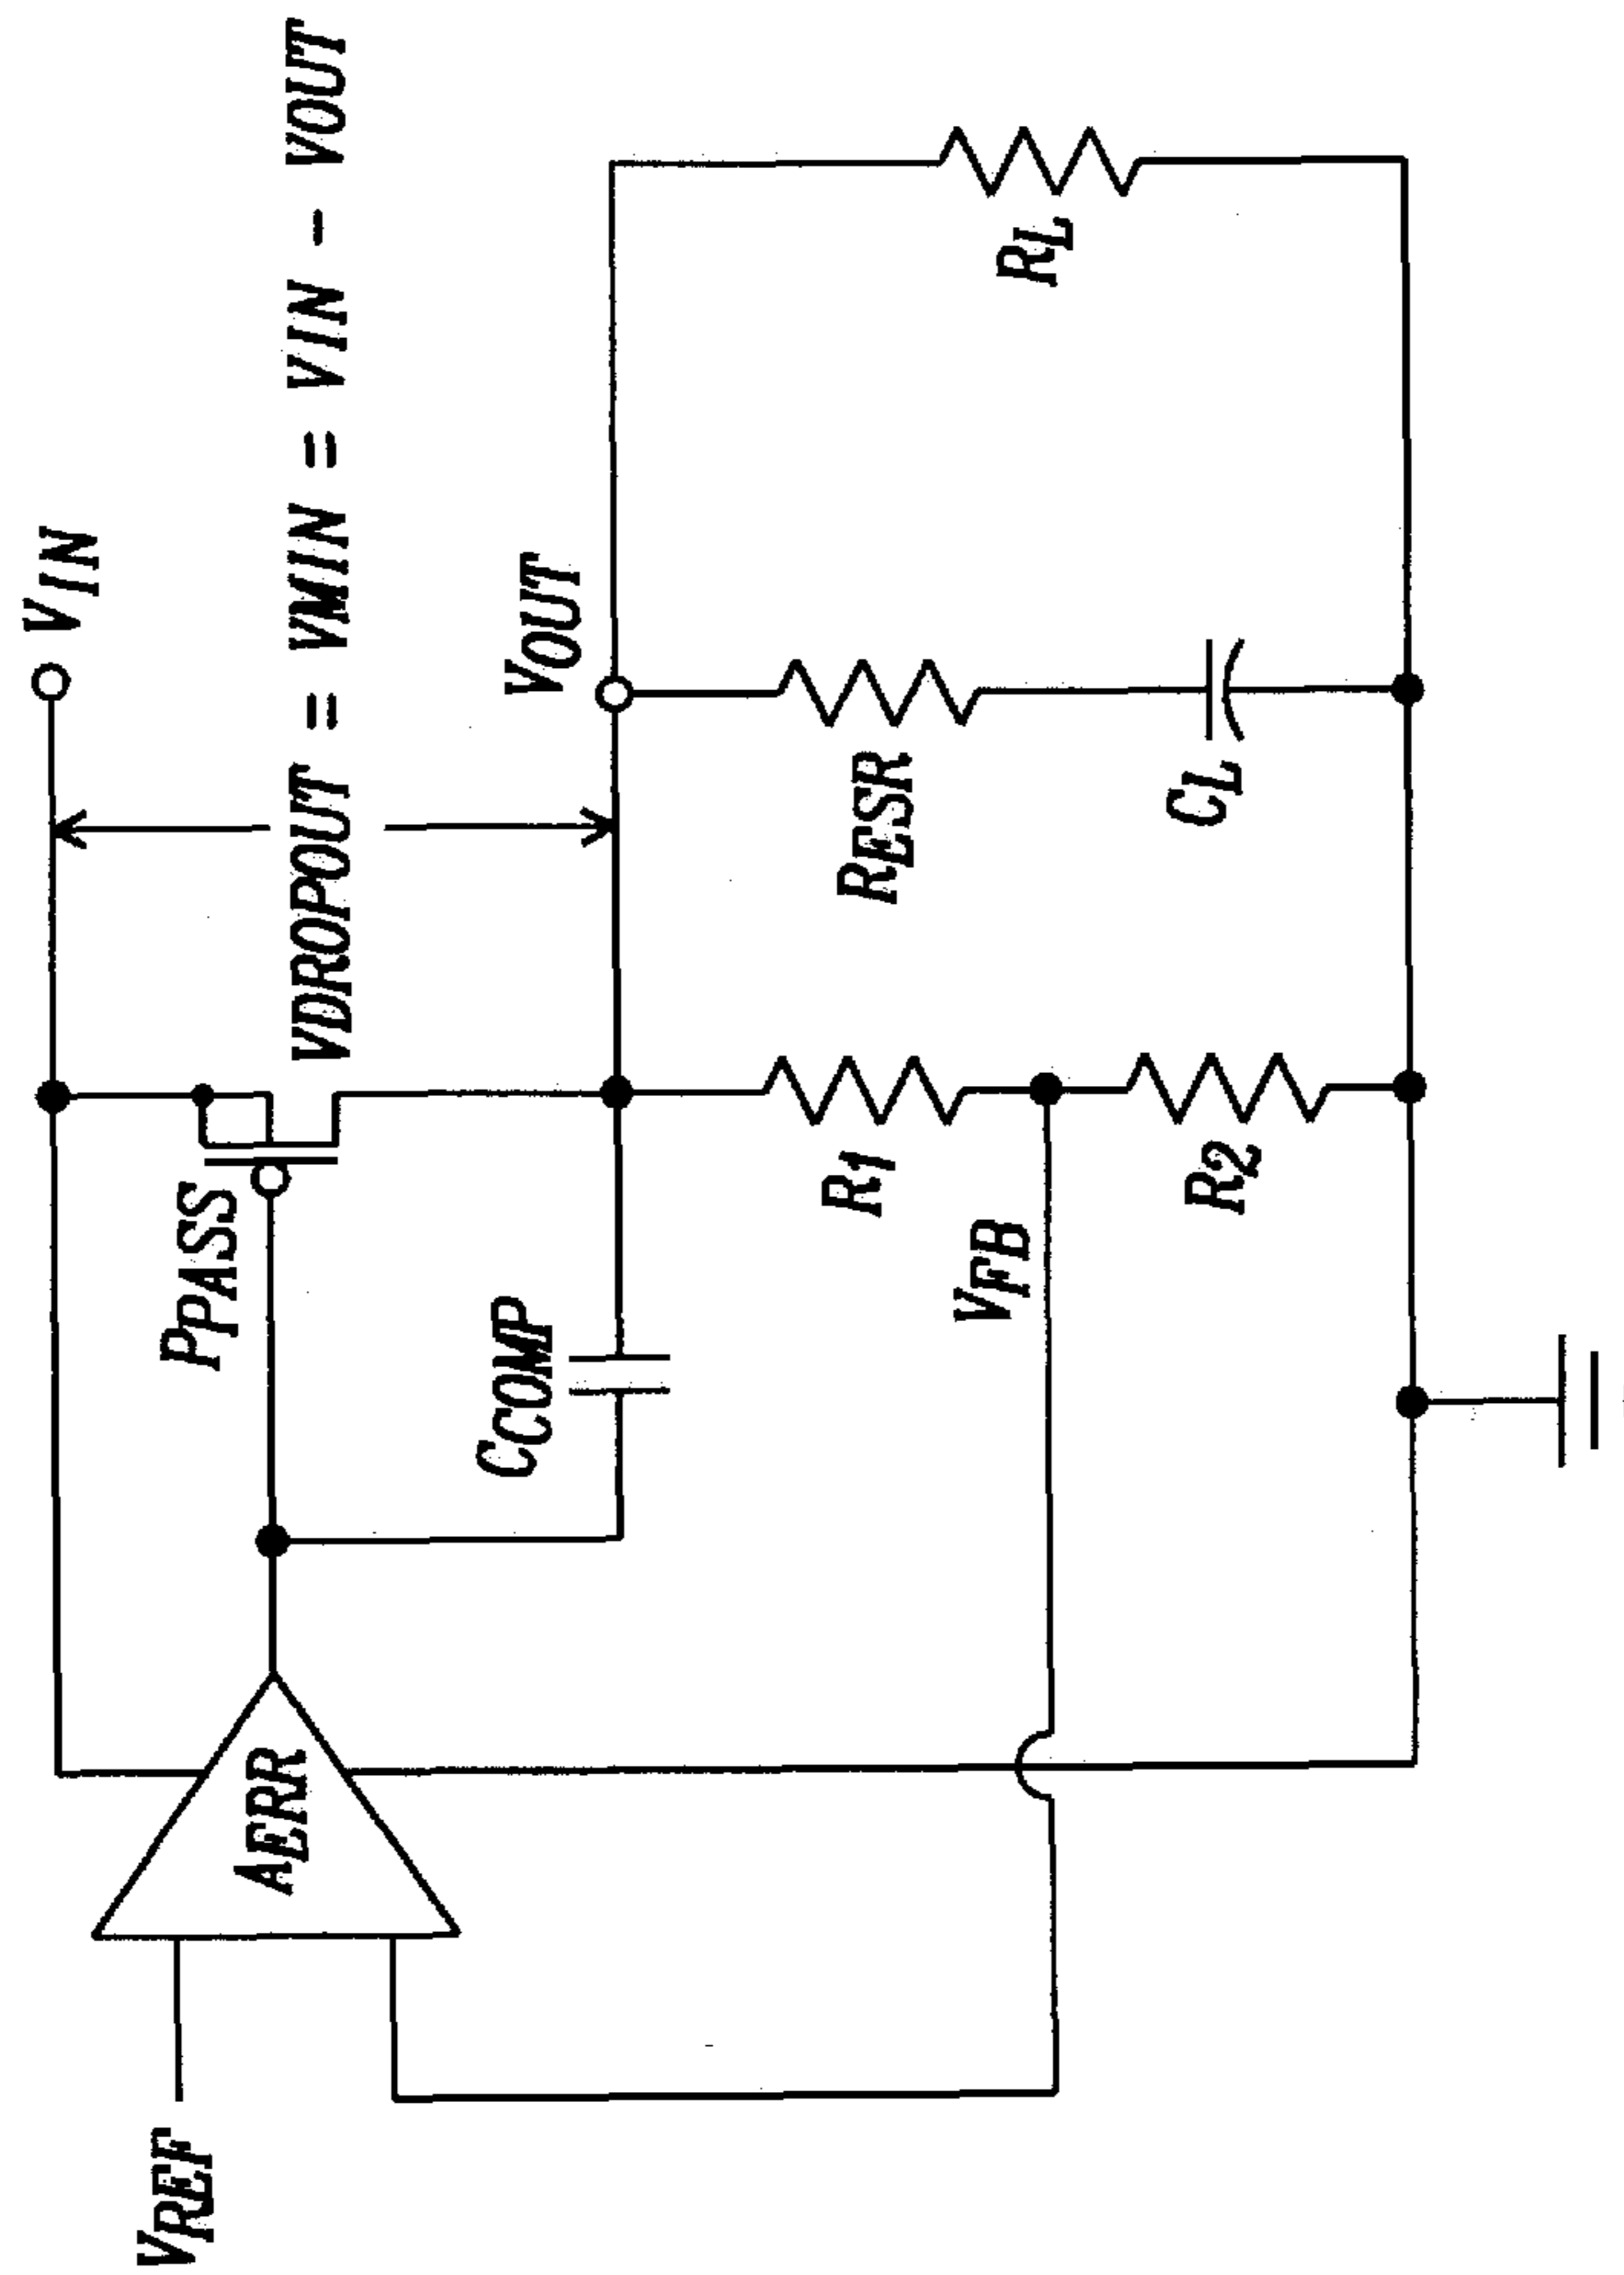 VIN
VDROPOUT = VMIN = VIN - VOUT
VOUT
PPASS
AERR
VREF
CCOMP
R1
RESR
RL
VFB
CL
R2